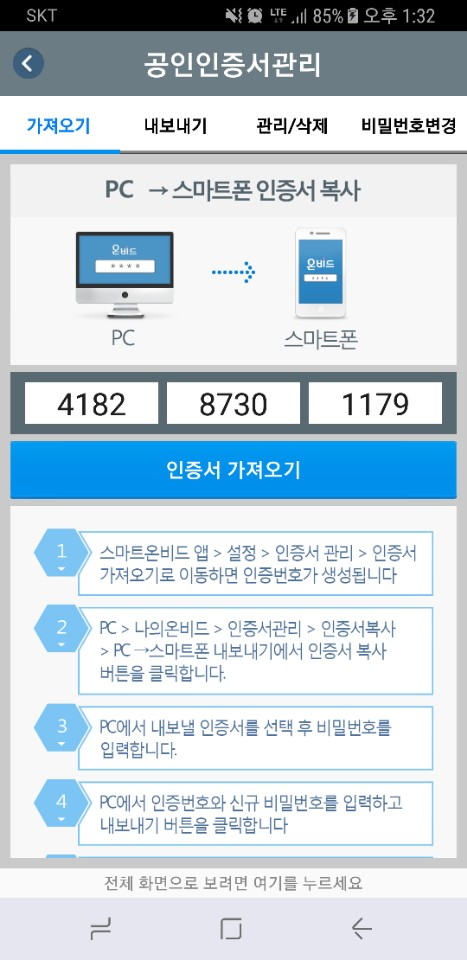 SKT LTE 85% 오후 1:32
공인인증서관리
가져오기 내보내기 관리/삭제 비밀번호변경
PC → 스마트폰 인증서 복사
온비드
****
온비드
PC 스마트폰
4182 8730 1179
인증서 가져오기
1 스마트온비드 앱 > 설정 > 인증서 관리 > 인증서
가져오기로 이동하면 인증번호가 생성됩니다
2 PC > 나의온비드 > 인증서관리 > 인증서복사
> PC →스마트폰 내보내기에서 인증서 복사
버튼을 클릭합니다.
3 PC에서 내보낼 인증서를 선택 후 비밀번호를
입력합니다.
4 PC에서 인증번호와 신규 비밀번호를 입력하고
내보내기 버튼을 클릭합니다
전체 화면으로 보려면 여기를 누르세요